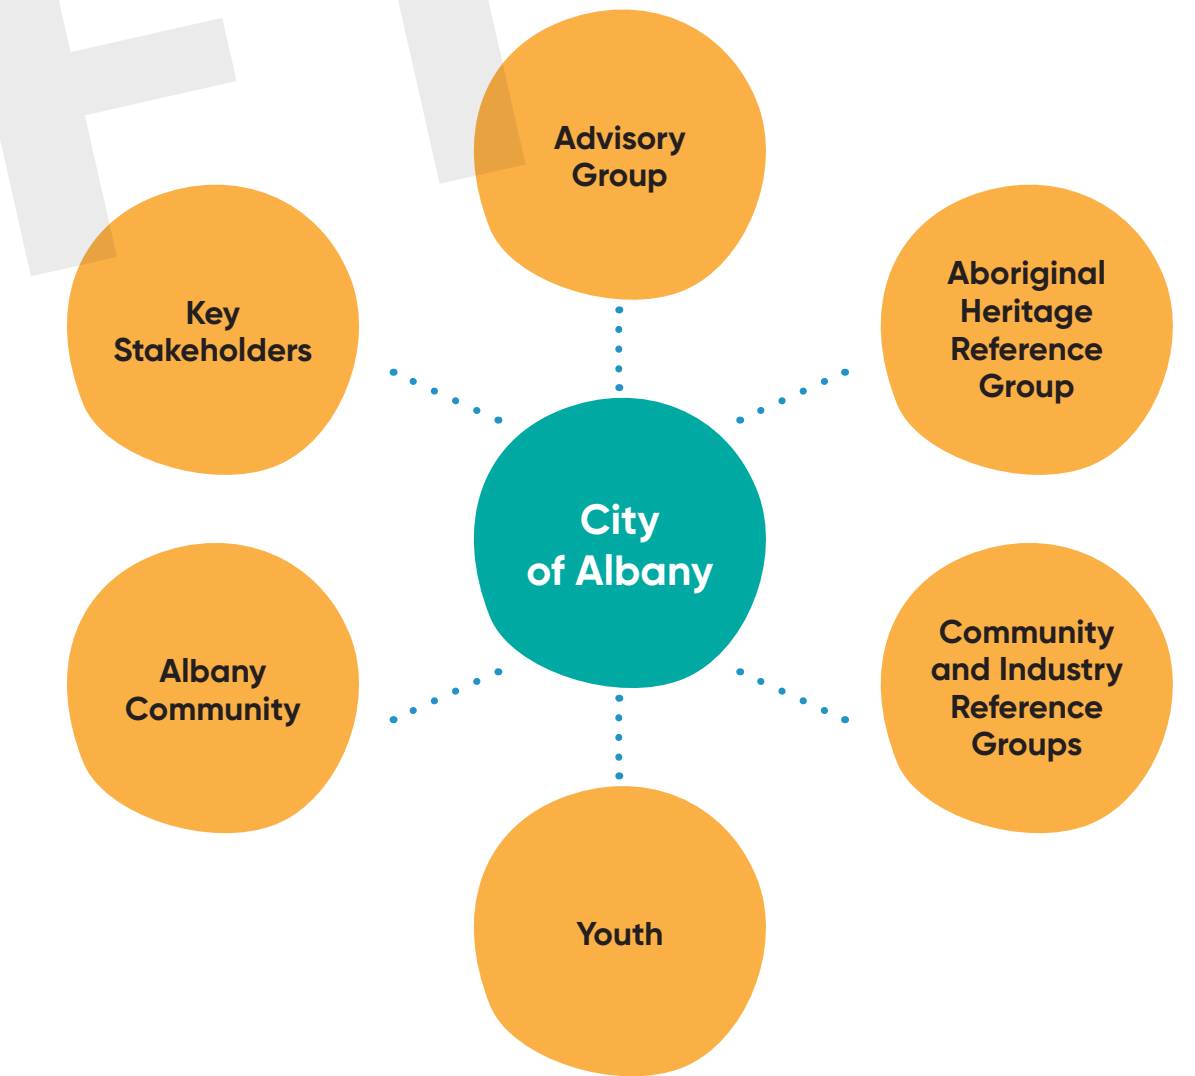 Advisory
Group
Key
Stakeholders
Aboriginal
Heritage
Reference
Group
City
of Albany
Albany
Community
Community
and Industry
Reference
Groups
Youth